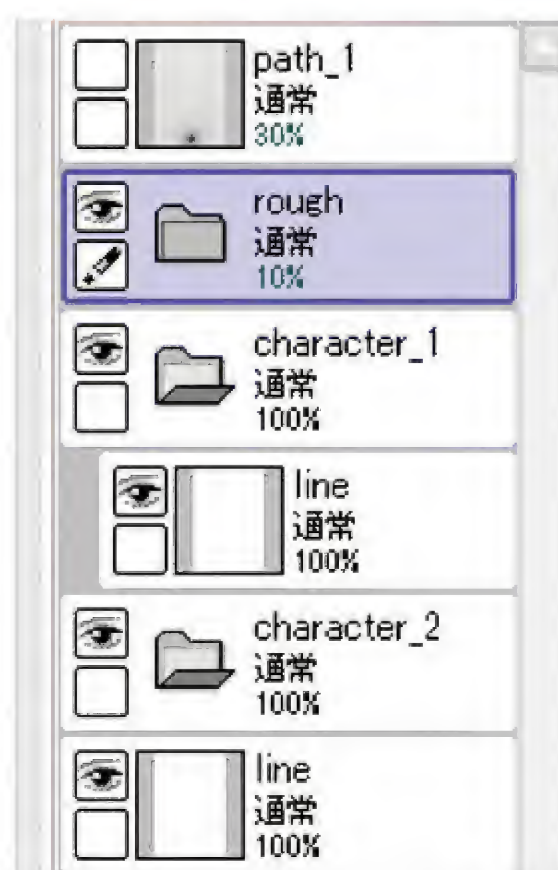 path_1
通常
30%
rough
通常
10%
character_1
通常
100%
line
通常
100%
character_2
通常
100%
line
通常
100%